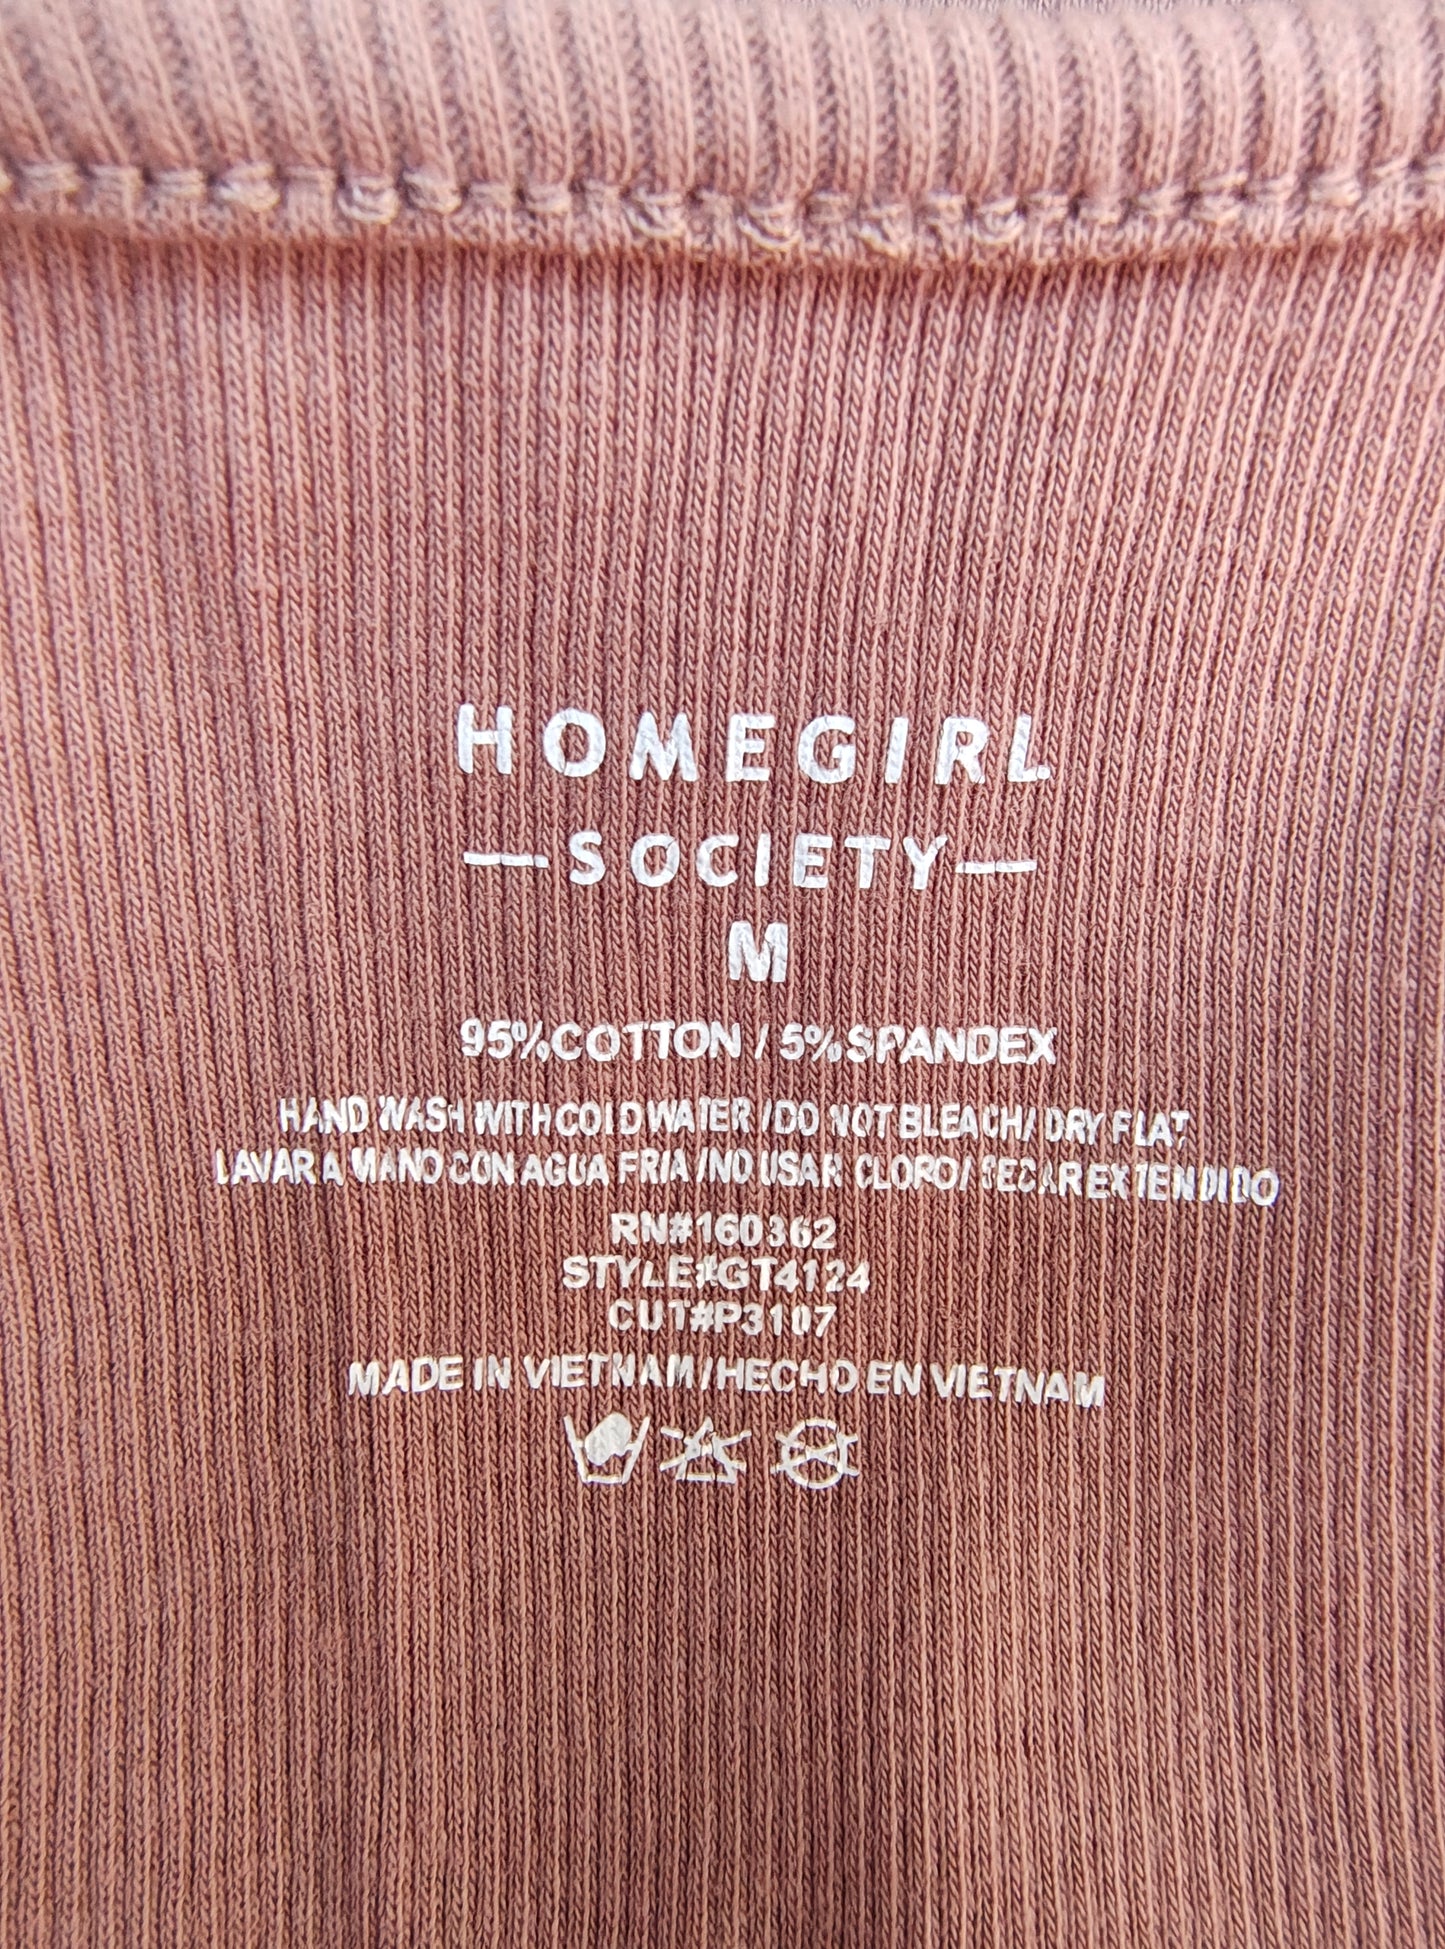 HOMEGIRL
—SOCIETY—
M
95%COTTON / 5%SPANDEX
HAND WASH WITH COLD WATER / DO NOT BLEACH / DRY FLAT
LAVAR A MANO CON AGUA FRIA / NO USAR CLORO / SECAR EXTENDIDO
RN#160362
STYLE#GT4124
CUT#P3107
MADE IN VIETNAM/HECHO EN VIETNAM